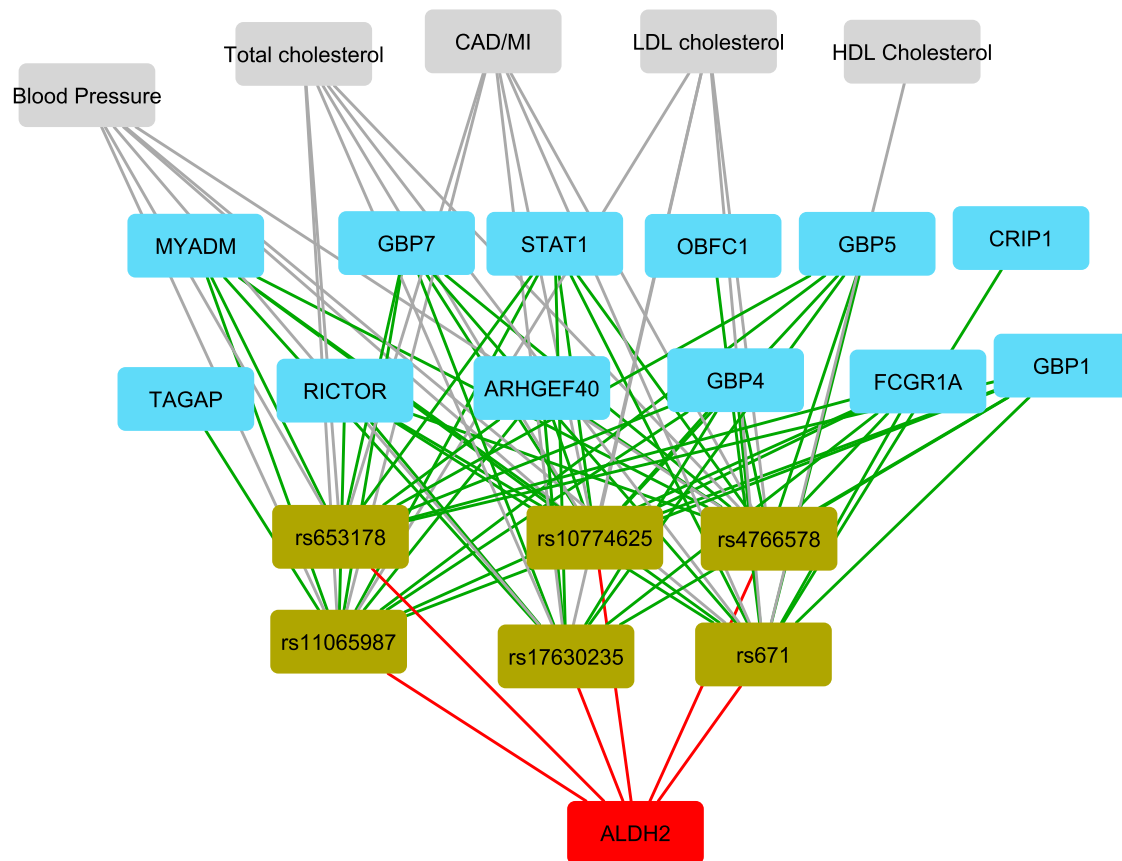 Blood Pressure
Total cholesterol
CAD/MI
LDL cholesterol
HDL Cholesterol
MYADM
GBP7
STAT1
OBFC1
GBP5
CRIP1
TAGAP
RICTOR
ARHGEF40
GBP4
FCGR1A
GBP1
rs653178
rs10774625
rs4766578
rs11065987
rs17630235
rs671
ALDH2